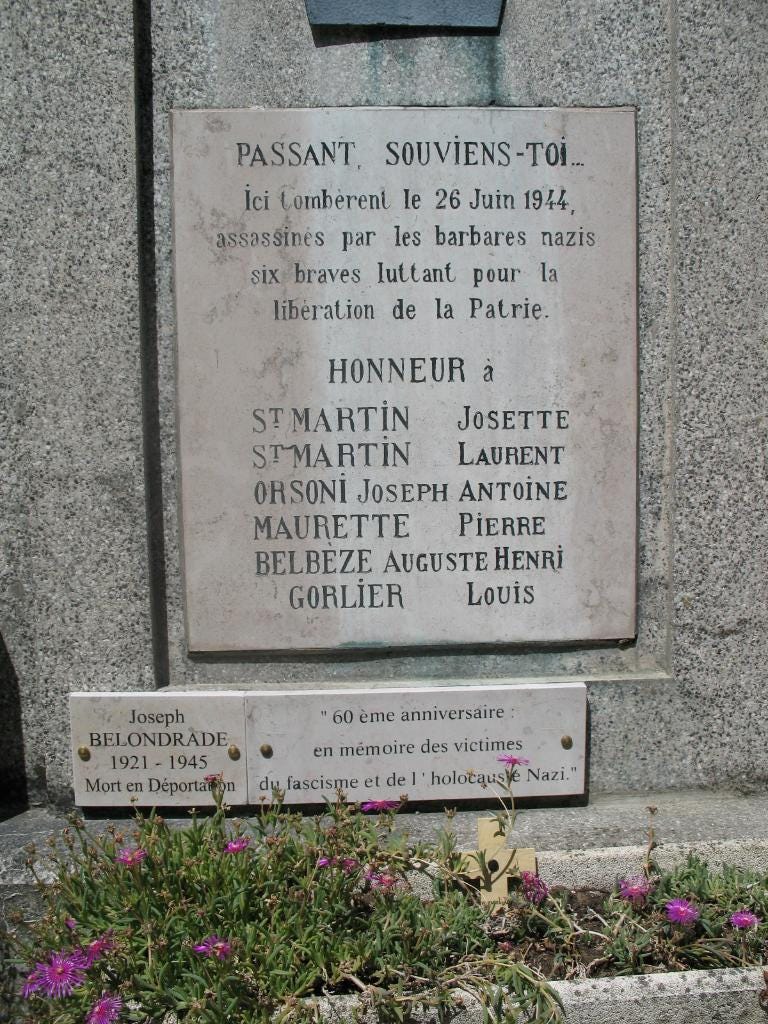 PASSANT, SOUVIENS-TOI...
Ici tombèrent le 26 Juin 1944,
assassinés par les barbares nazis
six braves luttant pour la
libération de la Patrie.
HONNEUR à
ST MARTIN JOSETTE
ST MARTIN LAURENT
ORSONI JOSEPH ANTOINE
MAURETTE PIERRE
BELBÈZE AUGUSTE HENRI
GORLIER LOUIS
Joseph
BELONDRADE
1921 - 1945
Mort en Déportation
" 60 ème anniversaire :
en mémoire des victimes
du fascisme et de l'holocauste Nazi."